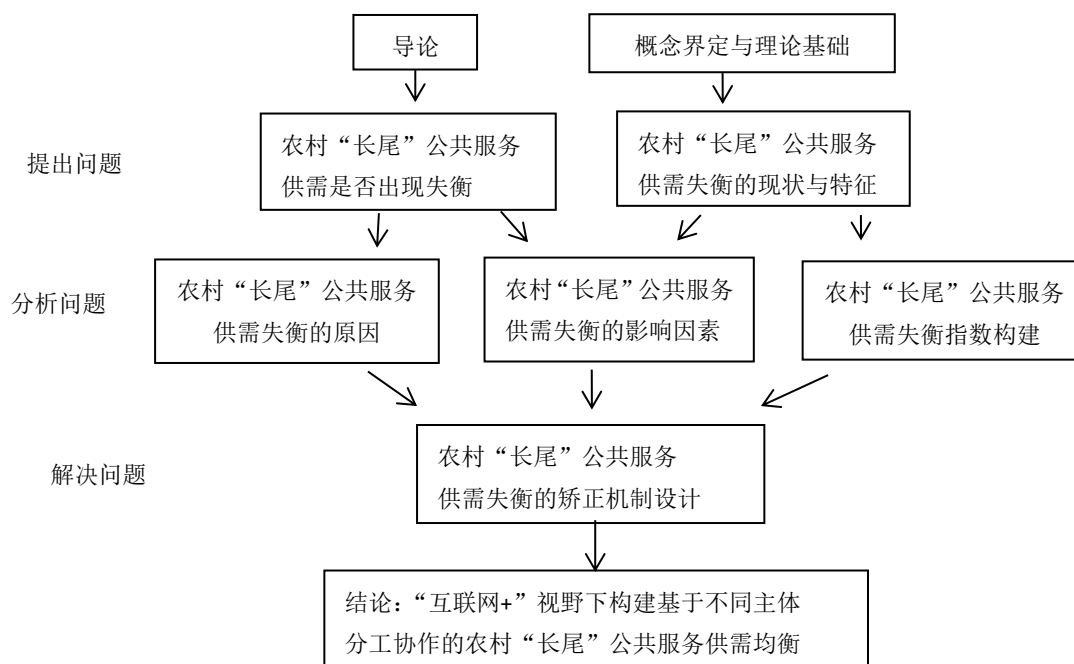 导论
概念界定与理论基础
提出问题
农村“长尾”公共服务
供需是否出现失衡
农村“长尾”公共服务
供需失衡的现状与特征
分析问题
农村“长尾”公共服务
供需失衡的原因
农村“长尾”公共服务
供需失衡的影响因素
农村“长尾”公共服务
供需失衡指数构建
解决问题
农村“长尾”公共服务
供需失衡的矫正机制设计
结论：“互联网+”视野下构建基于不同主体
分工协作的农村“长尾”公共服务供需均衡